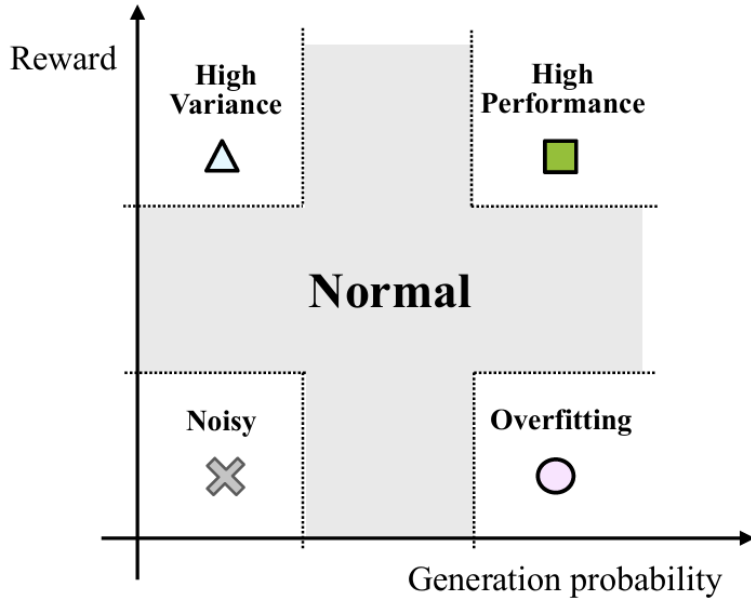 Reward
High
Variance
High
Performance
Normal
Noisy
Overfitting
Generation probability